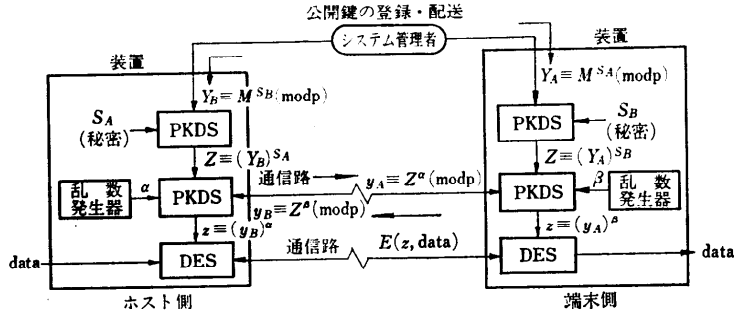 公開鍵の登録・配送
システム管理者
装置
装置
Y_B≡M^{S_B}(modp)
Y_A≡M^{S_A}(modp)
S_A
(秘密)
PKDS
PKDS
S_B
(秘密)
Z≡(Y_B)^{S_A}
Z≡(Y_A)^{S_B}
乱数
発生器
α
PKDS
通信路
y_A≡Z^α(modp)
y_B≡Z^β(modp)
PKDS
β
乱数
発生器
z≡(y_B)^α
z≡(y_A)^β
data
DES
通信路
E(z, data)
DES
data
ホスト側
端末側